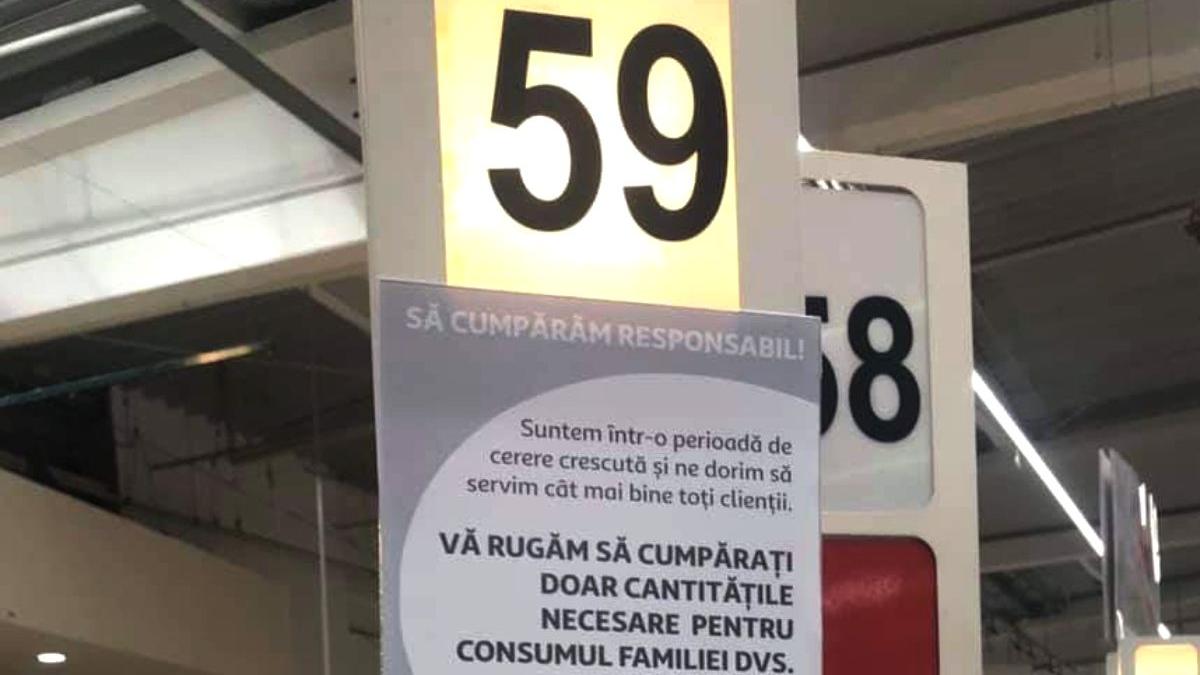 59
58
SĂ CUMPĂRĂM RESPONSABIL!
Suntem într-o perioadă de
cerere crescută și ne dorim să
servim cât mai bine toți clienții.
VĂ RUGĂM SĂ CUMPĂRAȚI
DOAR CANTITĂȚILE
NECESARE PENTRU
CONSUMUL FAMILIEI DVS.